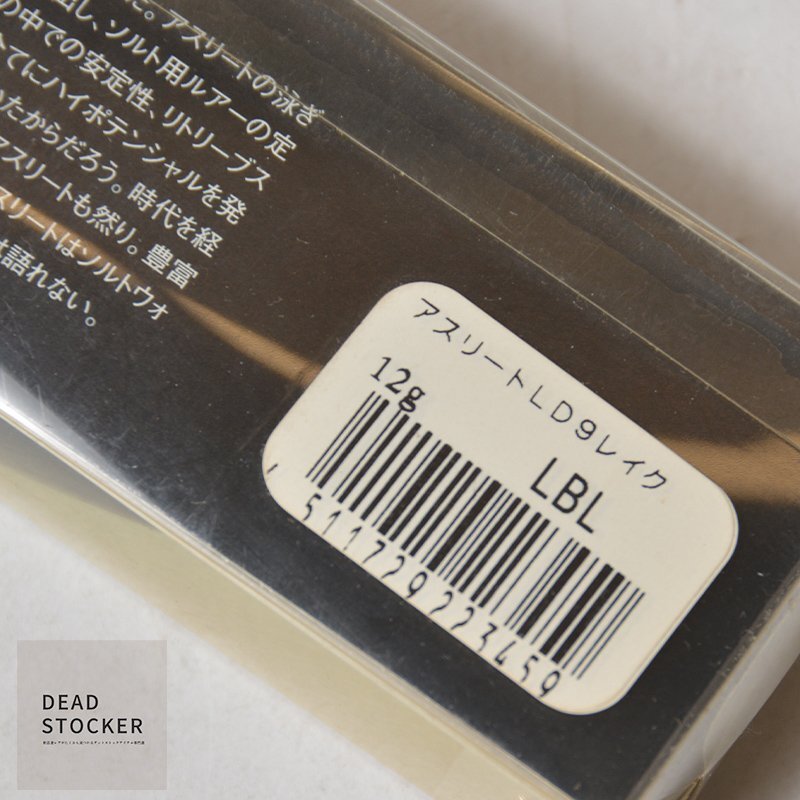 た。アスリートの泳ぎ
出し、ソルト用ルアーの定
の中での安定性、リトリーブス
てにハイポテンシャルを発
たからだろう。時代を経
アスリートも然り。豊富
スリートはソルトウォ
語れない。
アスリートLD9レイク
12g
LBL
511729223459
DEAD
STOCKER